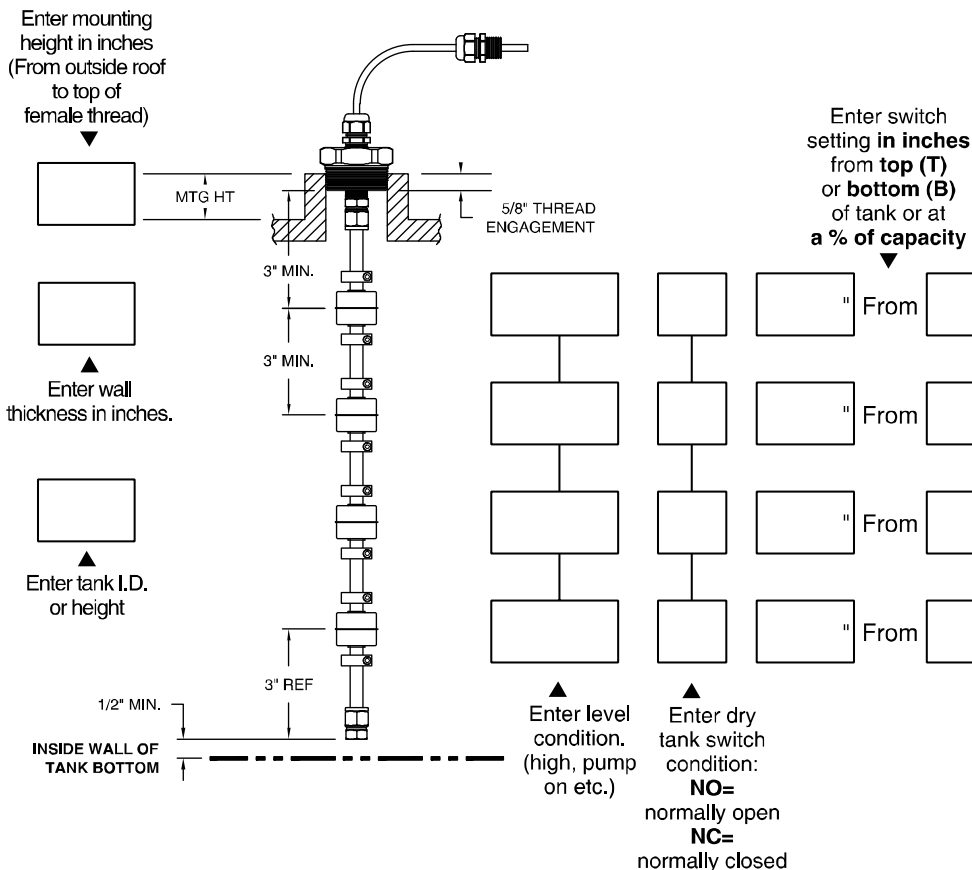 Enter mounting
height in inches
(From outside roof
to top of
female thread)
MTG HT
5/8" THREAD
ENGAGEMENT
Enter switch
setting in inches
from top (T)
or bottom (B)
of tank or at
a % of capacity
3" MIN.
" From
3" MIN.
Enter wall
thickness in inches.
" From
" From
Enter tank I.D.
or height
" From
3" REF
1/2" MIN.
INSIDE WALL OF
TANK BOTTOM
Enter level
condition.
(high, pump
on etc.)
Enter dry
tank switch
condition:
NO=
normally open
NC=
normally closed